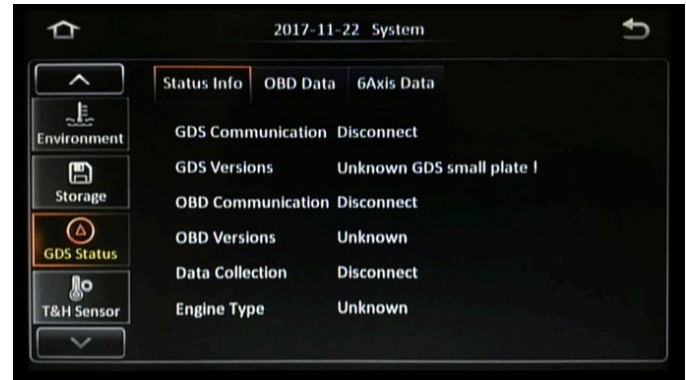 2017-11-22 System
Status Info OBD Data 6Axis Data
Environment
Storage
GDS Status
T&H Sensor
GDS Communication Disconnect
GDS Versions Unknown GDS small plate !
OBD Communication Disconnect
OBD Versions Unknown
Data Collection Disconnect
Engine Type Unknown